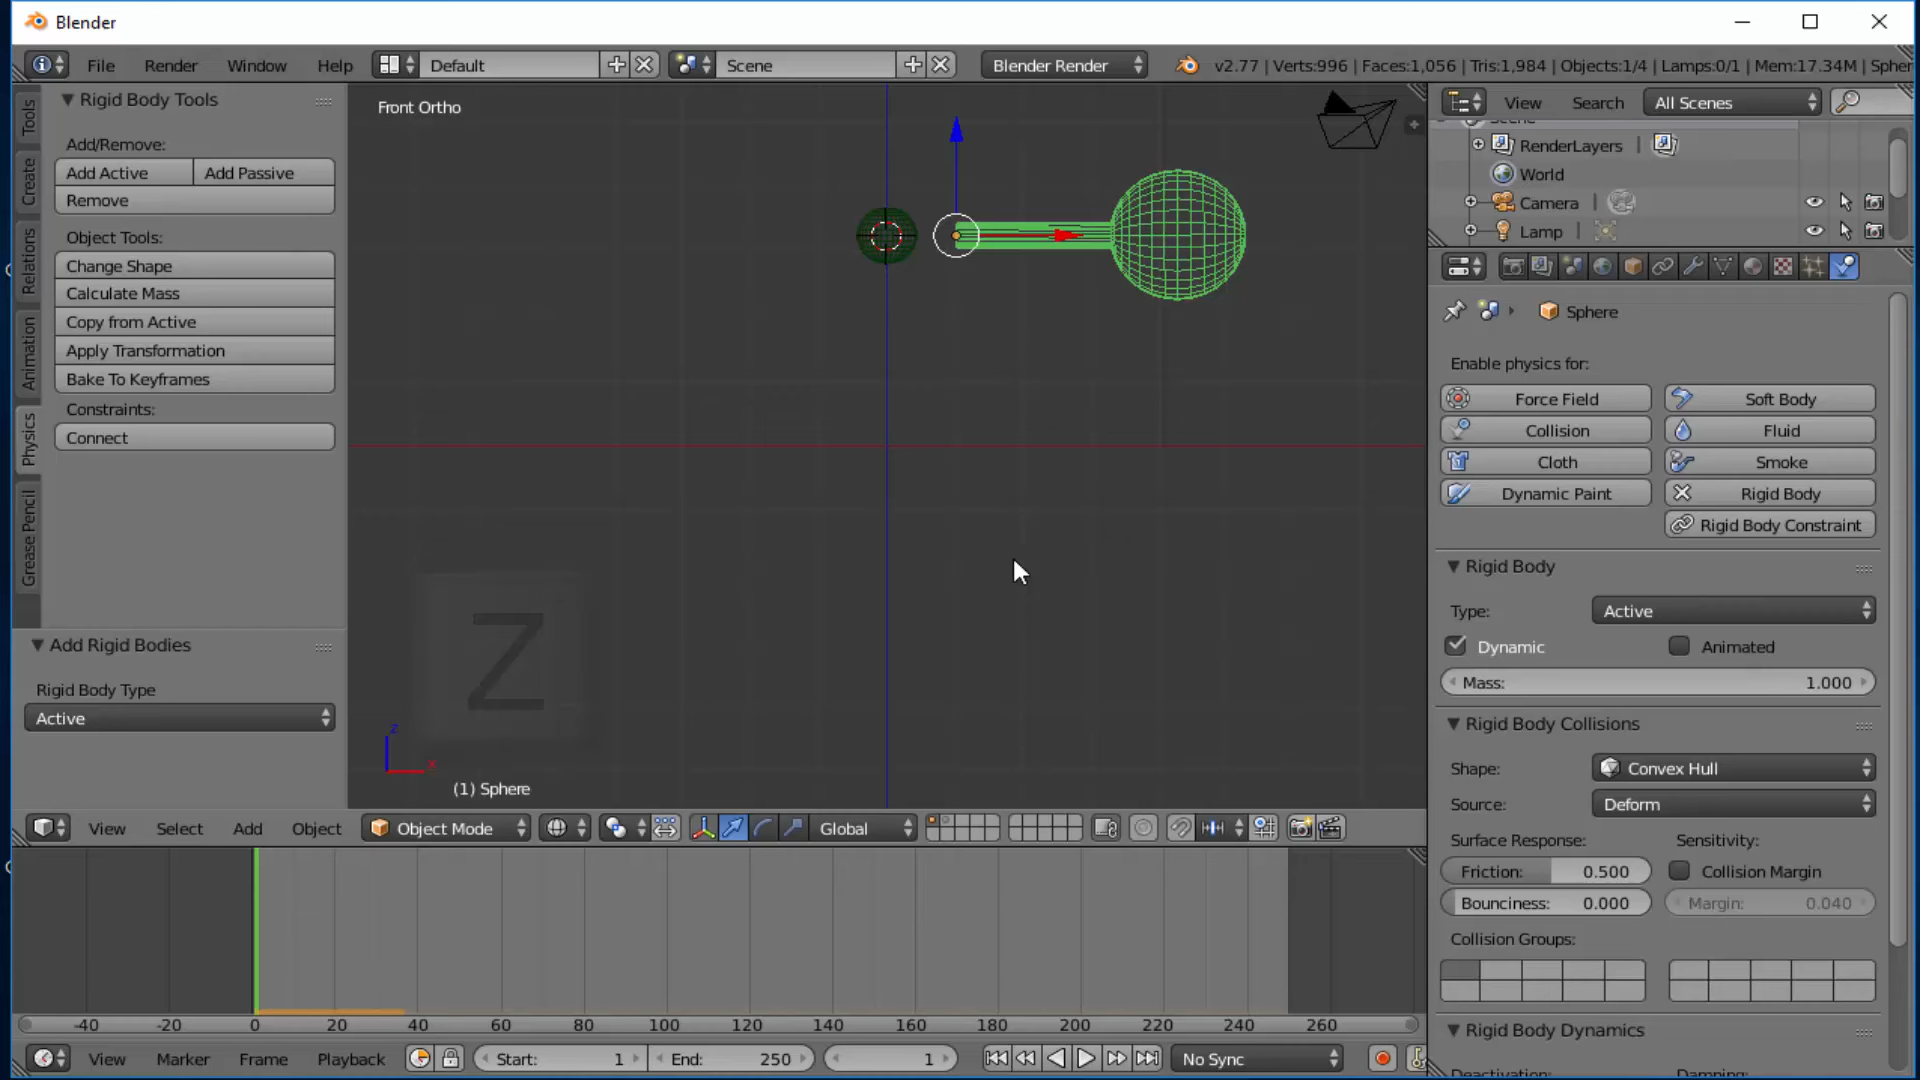 Blender
File Render Window Help Default Scene Blender Render v2.77 | Verts:996 | Faces:1,056 | Tris:1,984 | Objects:1/4 | Lamps:0/1 | Mem:17.34M | Spher
Rigid Body Tools
Add/Remove:
Add Active Add Passive
Remove
Object Tools:
Change Shape
Calculate Mass
Copy from Active
Apply Transformation
Bake To Keyframes
Constraints:
Connect
Tools
Create
Relations
Animation
Physics
Grease Pencil
Add Rigid Bodies
Rigid Body Type
Active
Front Ortho
Z
z
x
(1) Sphere
View Select Add Object Object Mode Global
-40 -20 0 20 40 60 80 100 120 140 160 180 200 220 240 260
View Marker Frame Playback Start: 1 End: 250 1 No Sync
View Search All Scenes
Scene
RenderLayers
World
Camera
Lamp
Sphere
Enable physics for:
Force Field Soft Body
Collision Fluid
Cloth Smoke
Dynamic Paint Rigid Body
Rigid Body Constraint
Rigid Body
Type: Active
Dynamic Animated
Mass: 1.000
Rigid Body Collisions
Shape: Convex Hull
Source: Deform
Surface Response: Sensitivity:
Friction: 0.500 Collision Margin
Bounciness: 0.000 Margin: 0.040
Collision Groups:
Rigid Body Dynamics
Deactivation: Damping: